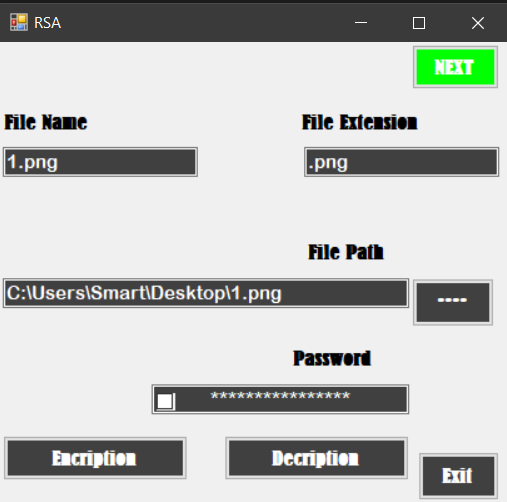 RSA
NEXT
File Name
File Extension
1.png
.png
File Path
C:\Users\Smart\Desktop\1.png
----
Password
****************
Encription
Decription
Exit